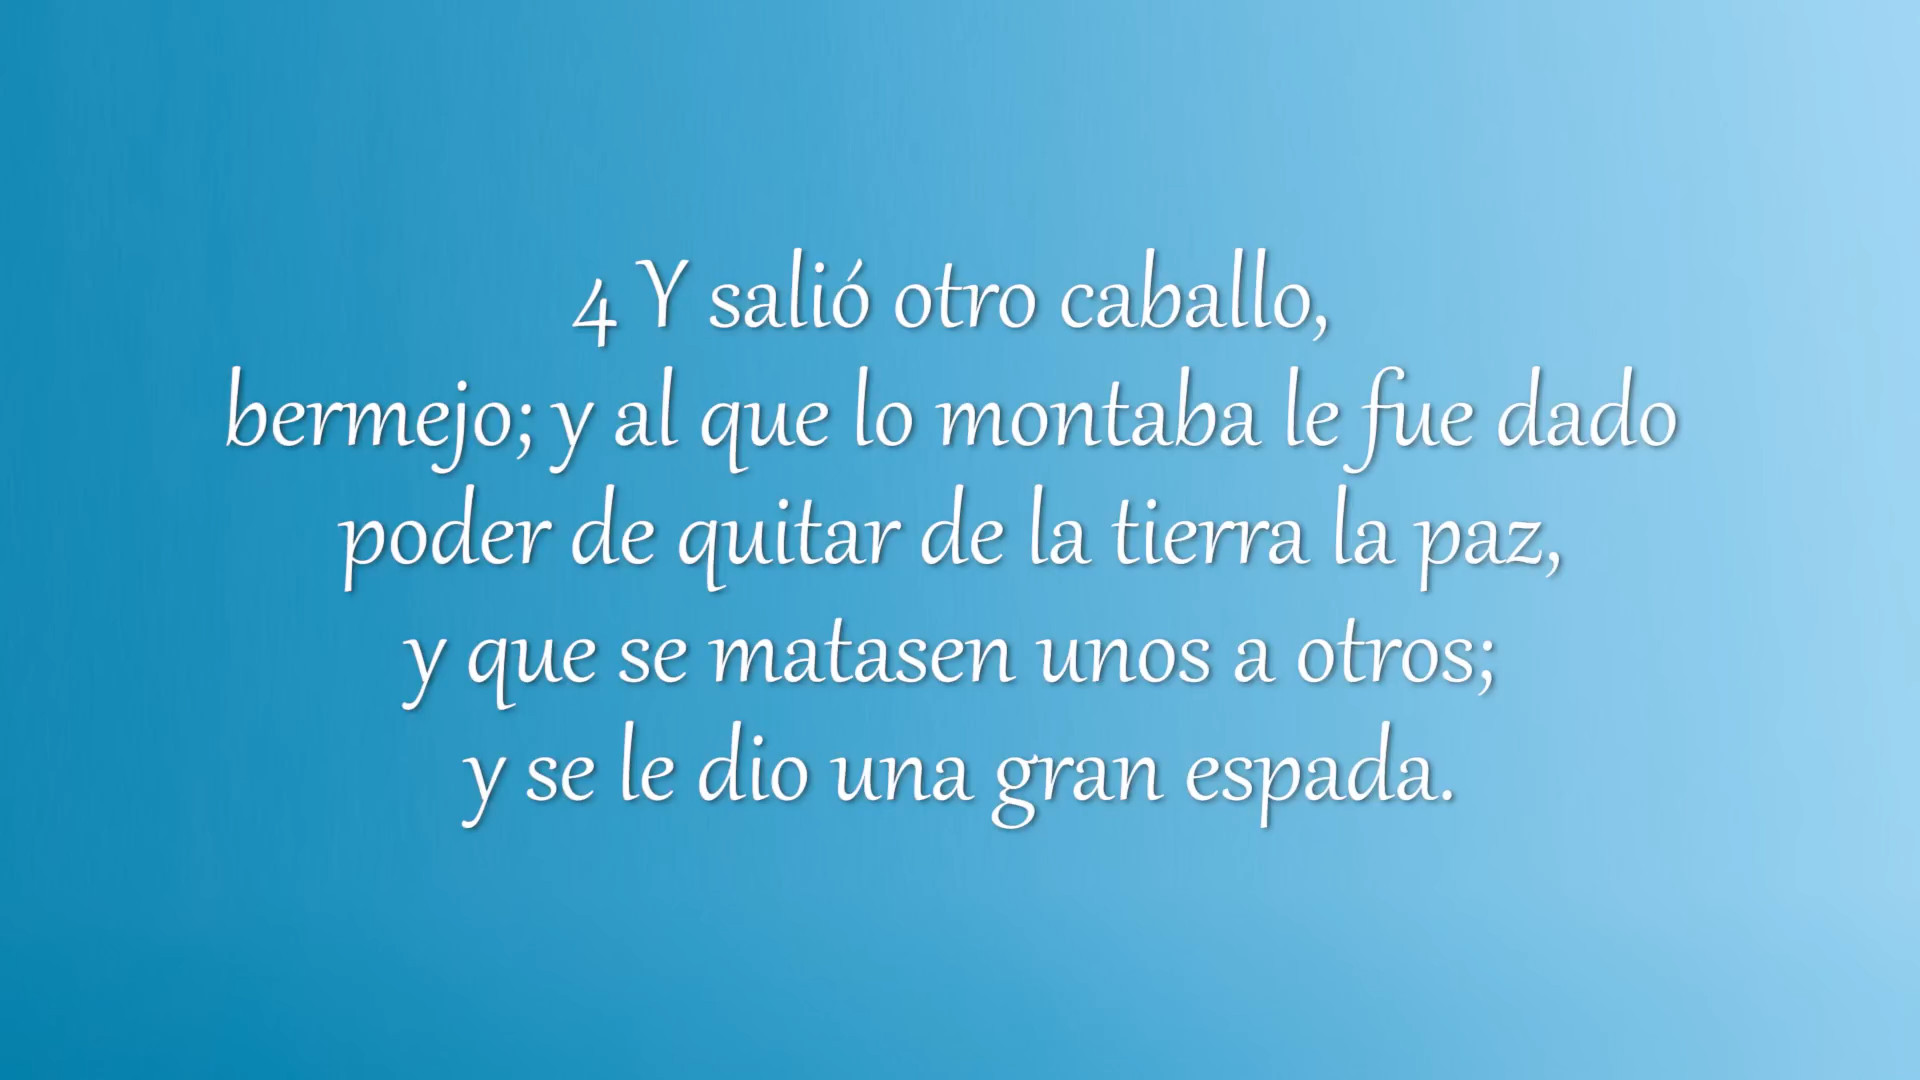 4 Y salió otro caballo,
bermejo; y al que lo montaba le fue dado
poder de quitar de la tierra la paz,
y que se matasen unos a otros;
y se le dio una gran espada.